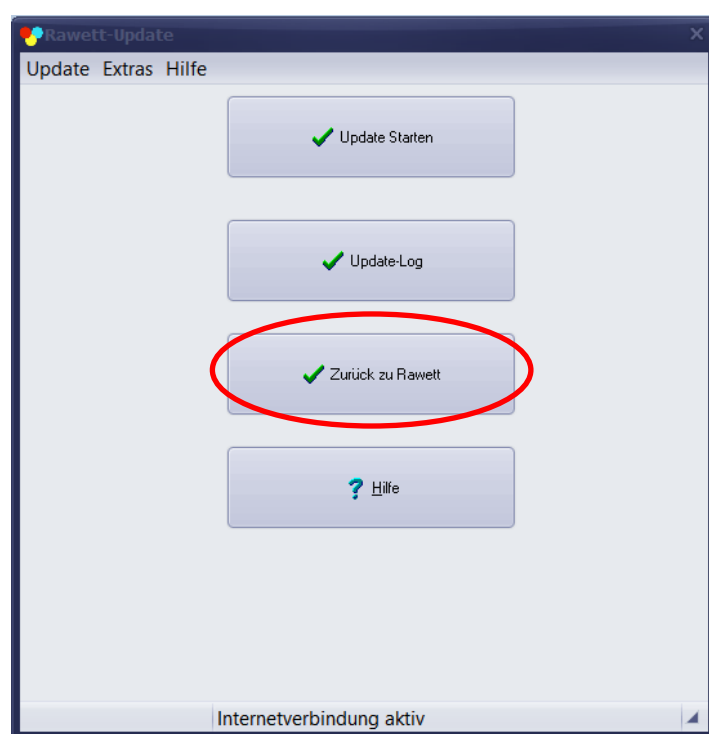 Rawett-Update
Update Extras Hilfe
Update Starten
Update-Log
Zurück zu Rawett
Hilfe
Internetverbindung aktiv